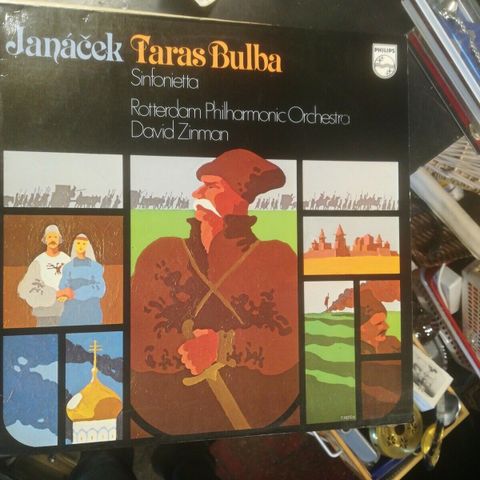 Janáček Taras Bulba
PHILIPS
Sinfonietta
Rotterdam Philharmonic Orchestra
David Zinman